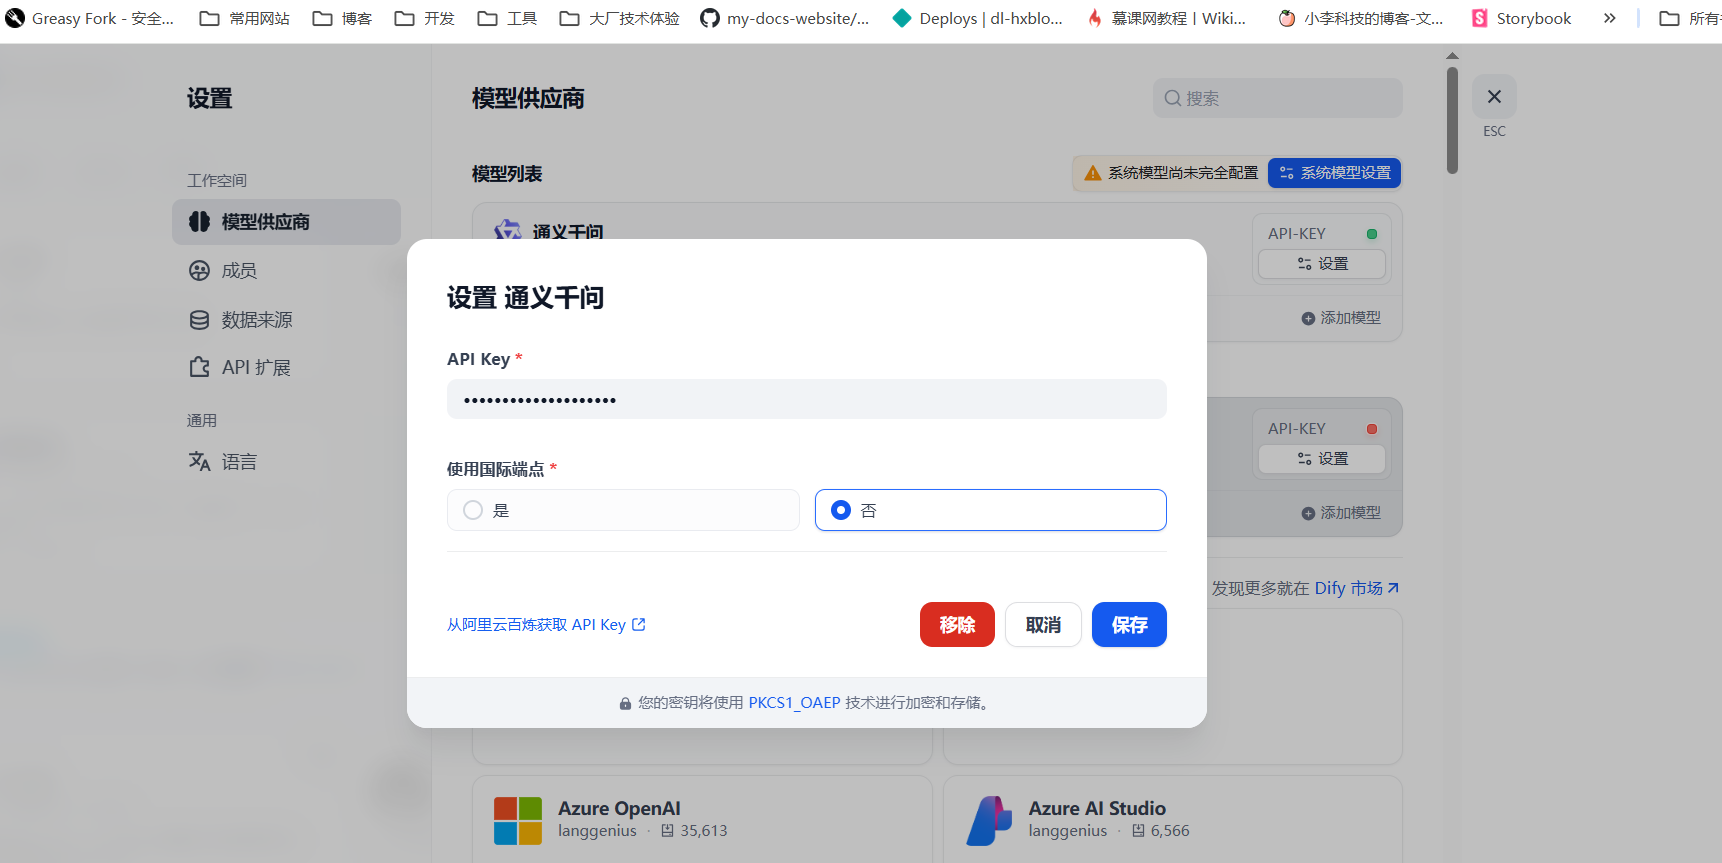 Greasy Fork - 安全...
常用网站
博客
开发
工具
大厂技术体验
my-docs-website/...
Deploys | dl-hxblo...
慕课网教程丨Wiki...
小李科技的博客-文...
Storybook
所有
设置
工作空间
模型供应商
成员
数据来源
API 扩展
通用
语言
模型供应商
搜索
ESC
模型列表
系统模型尚未完全配置
系统模型设置
通义千问
API-KEY
设置
添加模型
API-KEY
设置
添加模型
发现更多就在 Dify 市场
设置 通义千问
API Key *
••••••••••••••••••••
使用国际端点 *
是
否
从阿里云百炼获取 API Key
移除
取消
保存
您的密钥将使用 PKCS1_OAEP 技术进行加密和存储。
Azure OpenAI
langgenius · 35,613
Azure AI Studio
langgenius · 6,566